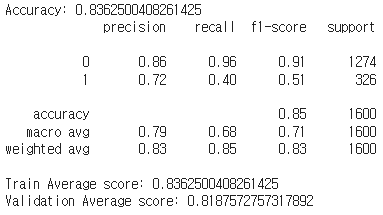 Accuracy: 0.8362500408261425
precision recall f1-score support
0 0.86 0.96 0.91 1274
1 0.72 0.40 0.51 326
accuracy 0.85 1600
macro avg 0.79 0.68 0.71 1600
weighted avg 0.83 0.85 0.83 1600
Train Average score: 0.8362500408261425
Validation Average score: 0.8187572757317892